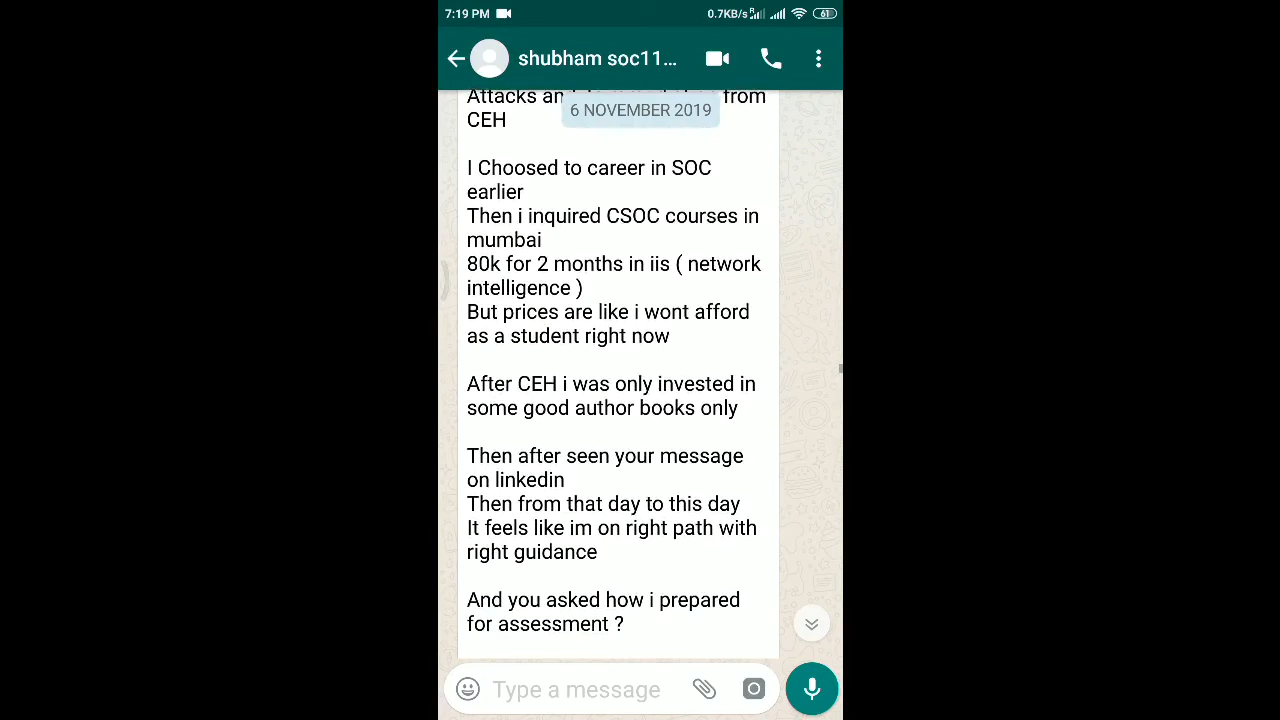 7:19 PM
0.7KB/s
R
61
shubham soc11...
Attacks and from
CEH
6 NOVEMBER 2019
I Choosed to career in SOC
earlier
Then i inquired CSOC courses in
mumbai
80k for 2 months in iis ( network
intelligence )
But prices are like i wont afford
as a student right now
After CEH i was only invested in
some good author books only
Then after seen your message
on linkedin
Then from that day to this day
It feels like im on right path with
right guidance
And you asked how i prepared
for assessment ?
Type a message